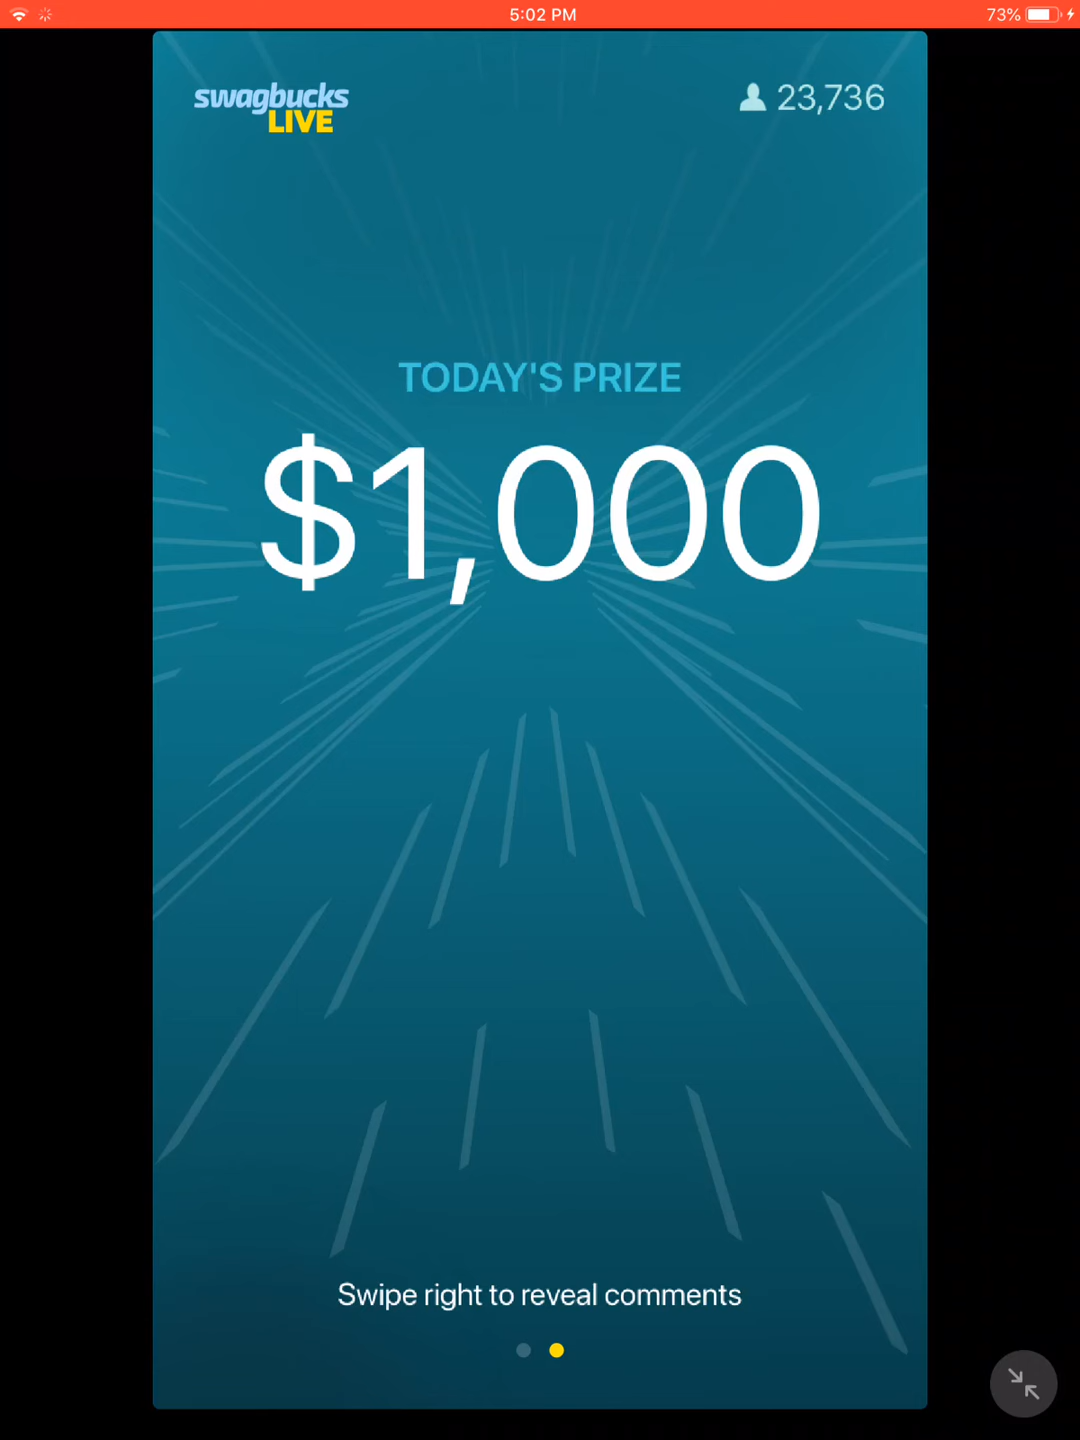 5:02 PM
73%
swagbucks
LIVE
23,736
TODAY'S PRIZE
$1,000
Swipe right to reveal comments